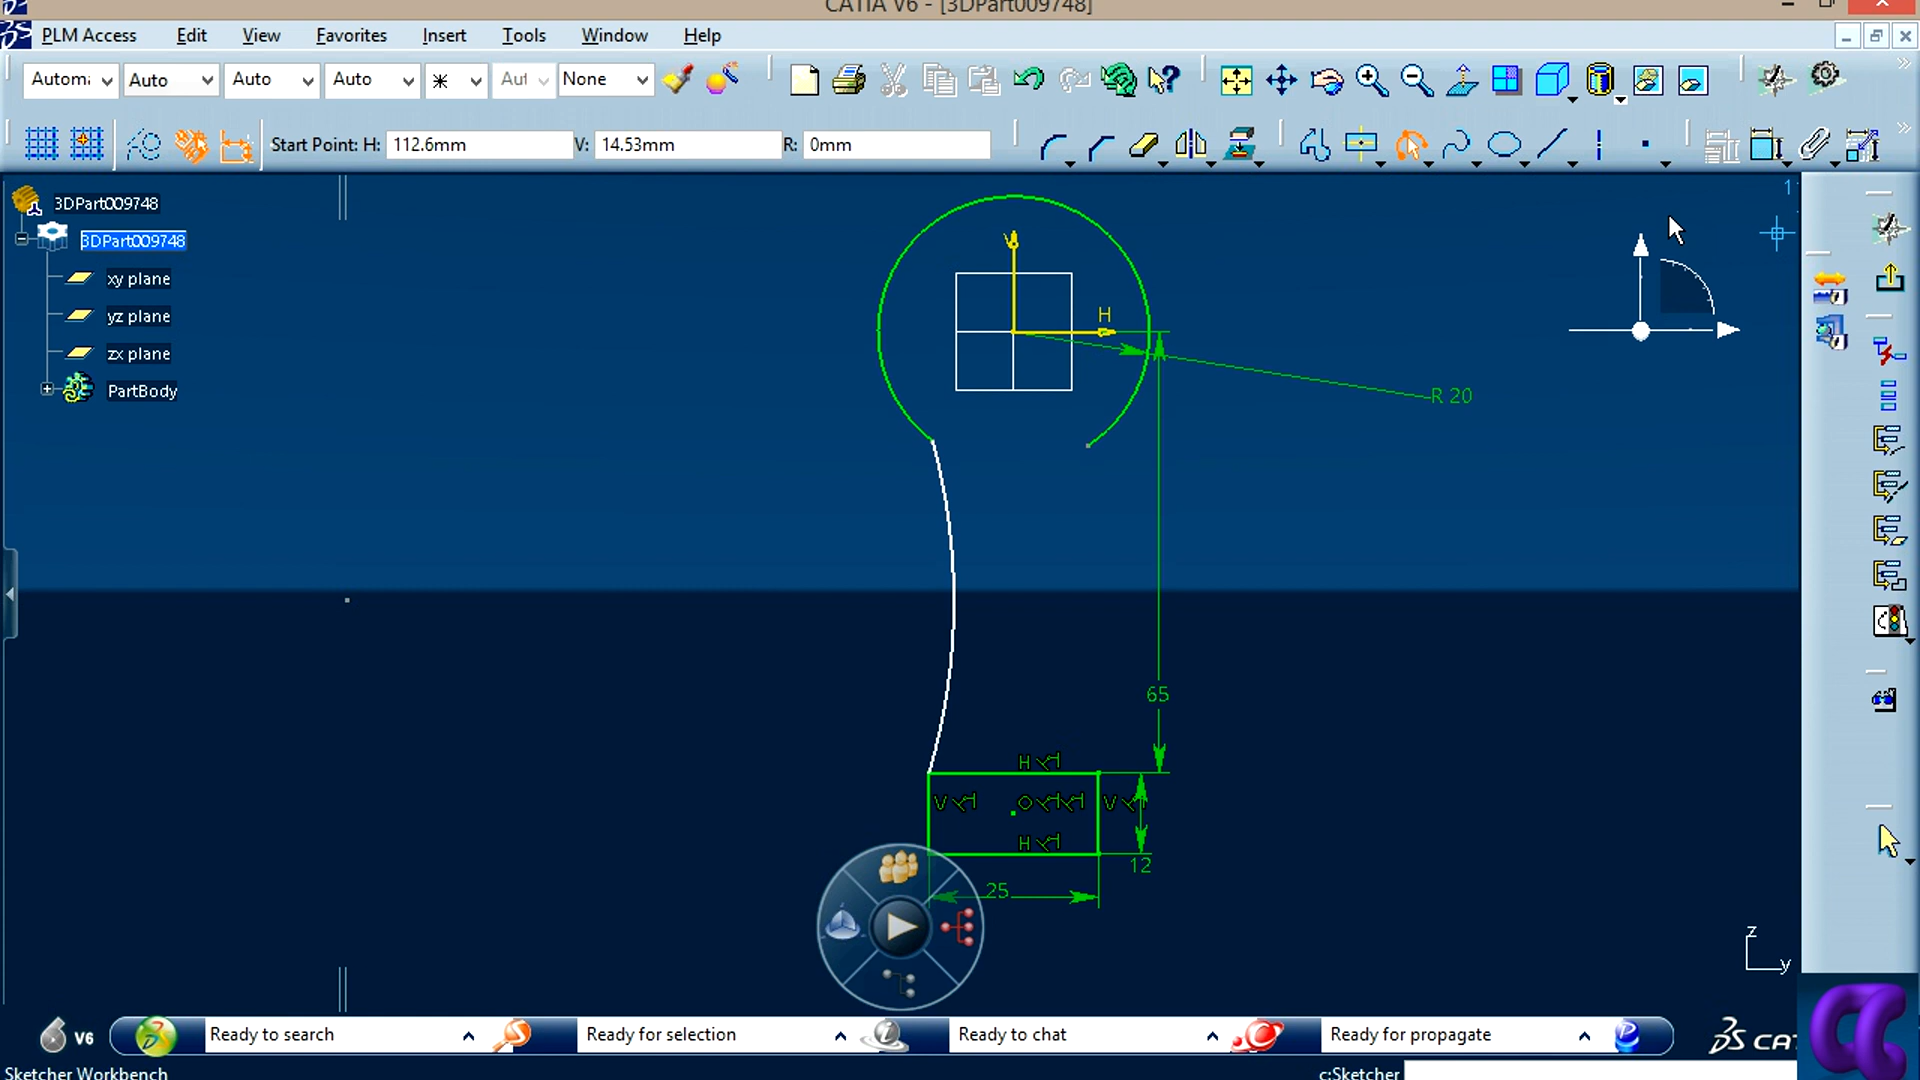 CATIA V6 - [3DPart009748]
PLM Access Edit View Favorites Insert Tools Window Help
Auto Auto Auto Aut None
Start Point: H: 112.6mm V: 14.53mm R: 0mm
3DPart009748
3DPart009748
xy plane
yz plane
zx plane
PartBody
V
H
R 20
1
65
H
V O V
H
12
25
z
y
V6 Ready to search Ready for selection Ready to chat Ready for propagate
Sketcher Workbench c:Sketcher